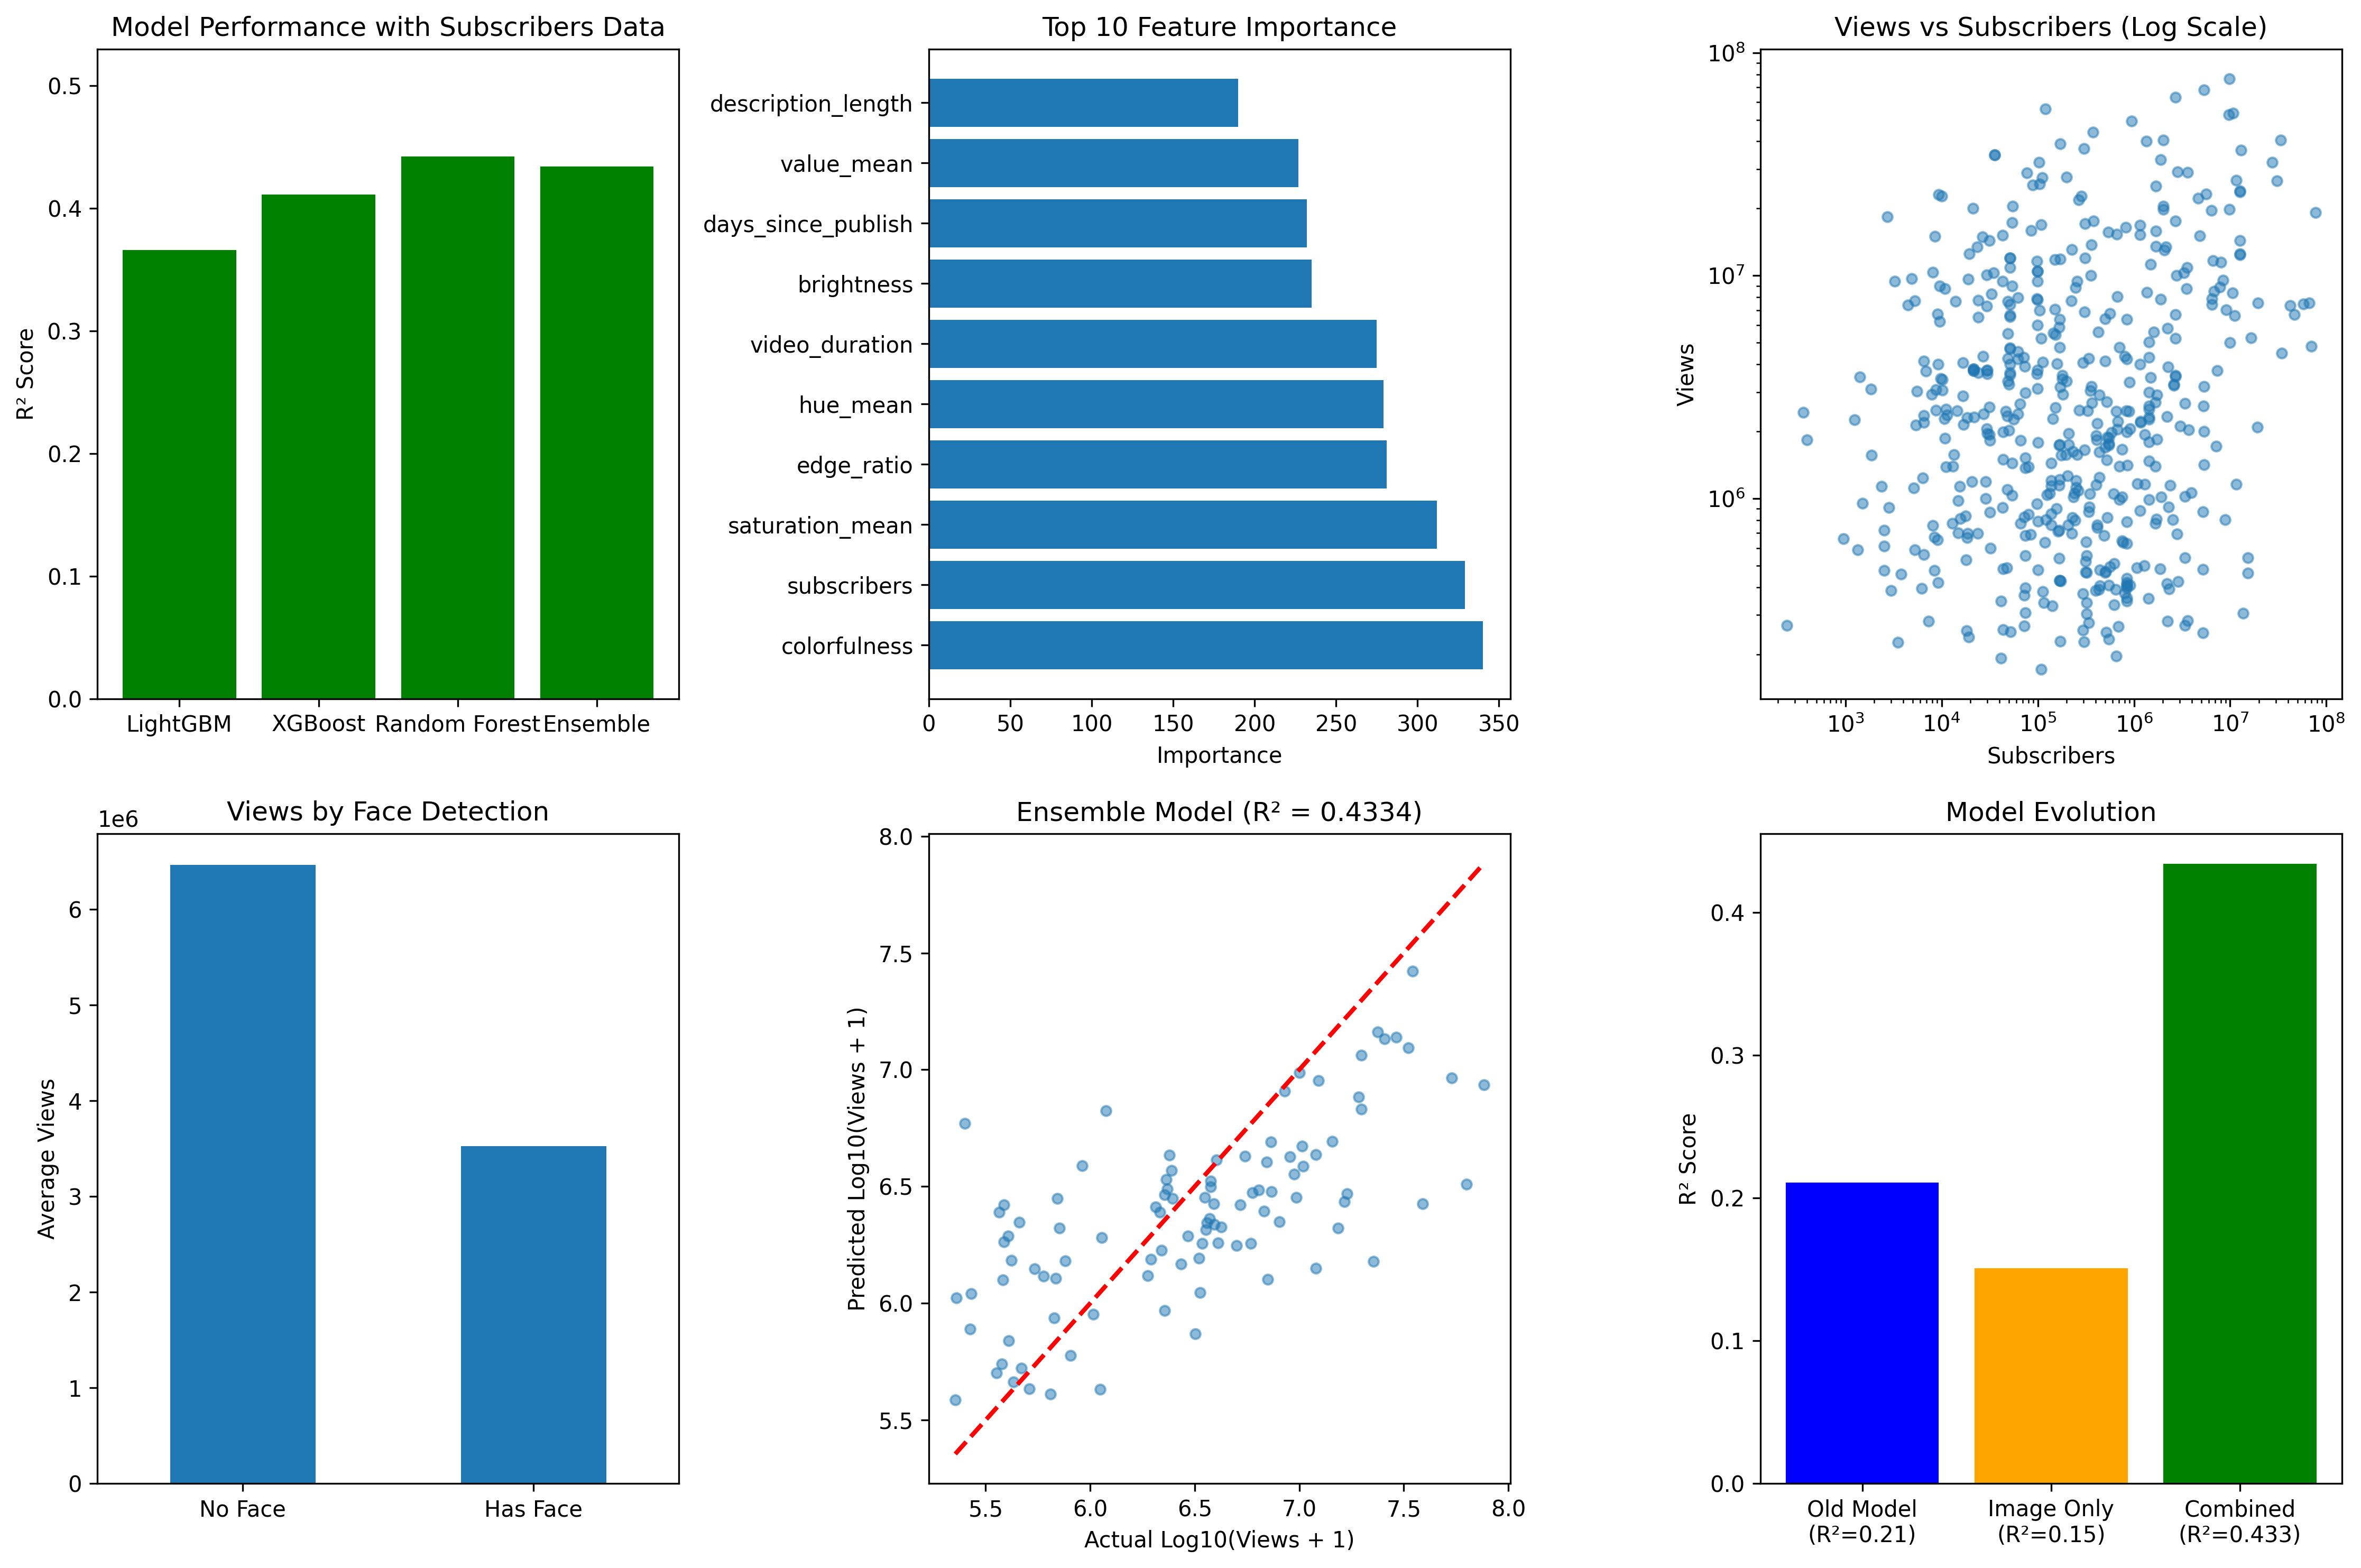 Model Performance with Subscribers Data
R² Score
0.5
0.4
0.3
0.2
0.1
0.0
LightGBM
XGBoost
Random Forest
Ensemble
Top 10 Feature Importance
description_length
value_mean
days_since_publish
brightness
video_duration
hue_mean
edge_ratio
saturation_mean
subscribers
colorfulness
0 50 100 150 200 250 300 350
Importance
Views vs Subscribers (Log Scale)
Views
10⁸
10⁷
10⁶
10³ 10⁴ 10⁵ 10⁶ 10⁷ 10⁸
Subscribers
Views by Face Detection
1e6
Average Views
6
5
4
3
2
1
0
No Face
Has Face
Ensemble Model (R² = 0.4334)
Predicted Log10(Views + 1)
8.0
7.5
7.0
6.5
6.0
5.5
5.5 6.0 6.5 7.0 7.5 8.0
Actual Log10(Views + 1)
Model Evolution
R² Score
0.4
0.3
0.2
0.1
0.0
Old Model
(R²=0.21)
Image Only
(R²=0.15)
Combined
(R²=0.433)